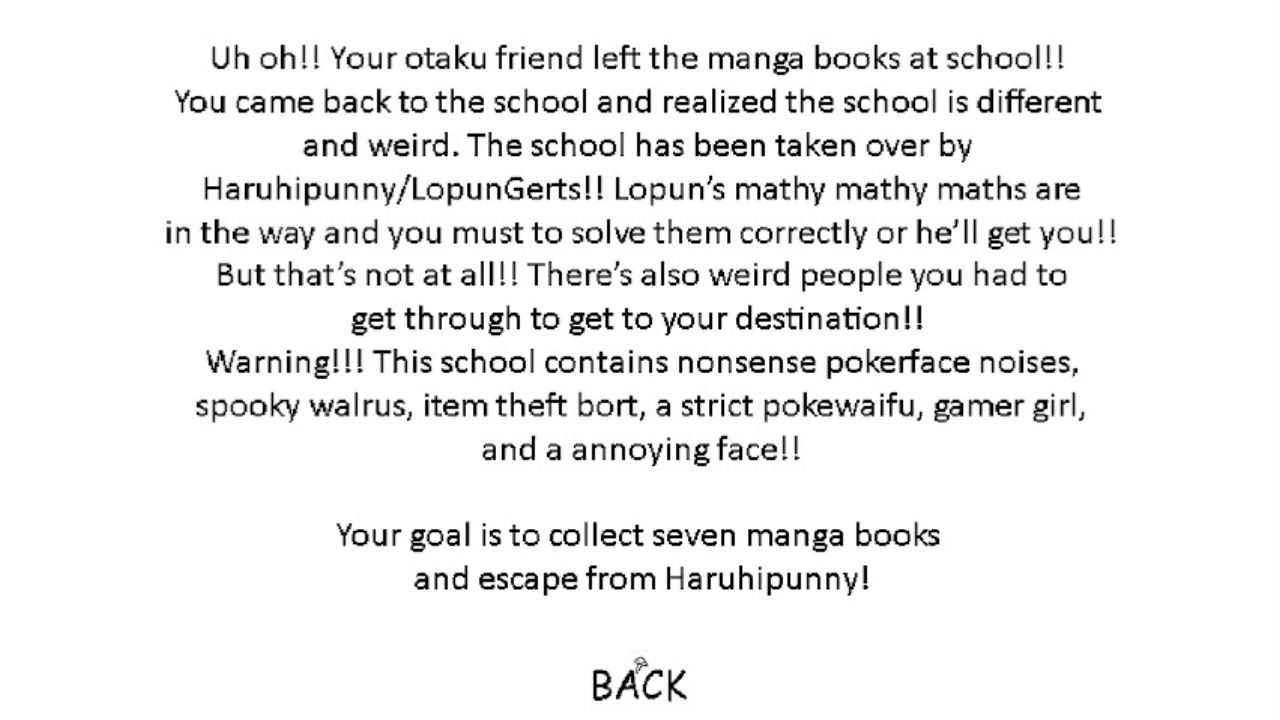 Uh oh!! Your otaku friend left the manga books at school!!
You came back to the school and realized the school is different
and weird. The school has been taken over by
Haruhipunny/LopunGerts!! Lopun's mathy mathy maths are
in the way and you must to solve them correctly or he'll get you!!
But that's not at all!! There's also weird people you had to
get through to get to your destination!!
Warning!!! This school contains nonsense pokerface noises,
spooky walrus, item theft bort, a strict pokewaifu, gamer girl,
and a annoying face!!
Your goal is to collect seven manga books
and escape from Haruhipunny!
BACK